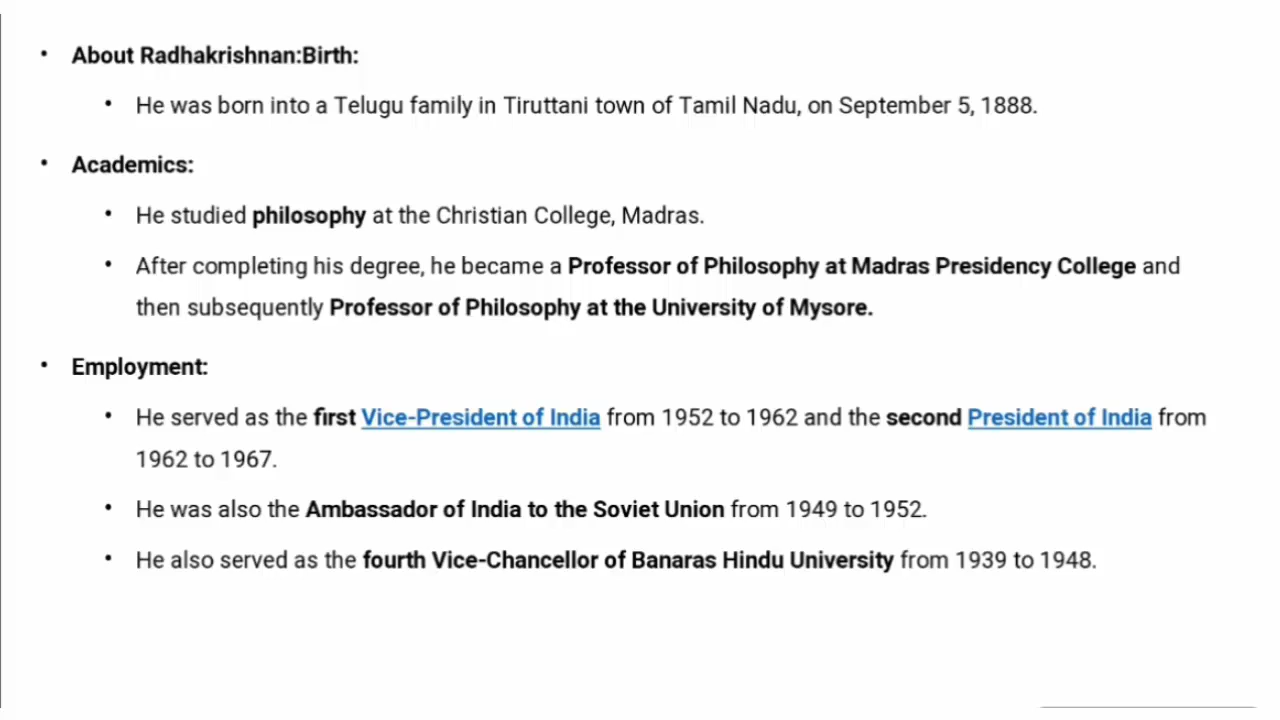 • About Radhakrishnan:Birth:
• He was born into a Telugu family in Tiruttani town of Tamil Nadu, on September 5, 1888.
• Academics:
• He studied philosophy at the Christian College, Madras.
• After completing his degree, he became a Professor of Philosophy at Madras Presidency College and
then subsequently Professor of Philosophy at the University of Mysore.
• Employment:
• He served as the first Vice-President of India from 1952 to 1962 and the second President of India from
1962 to 1967.
• He was also the Ambassador of India to the Soviet Union from 1949 to 1952.
• He also served as the fourth Vice-Chancellor of Banaras Hindu University from 1939 to 1948.